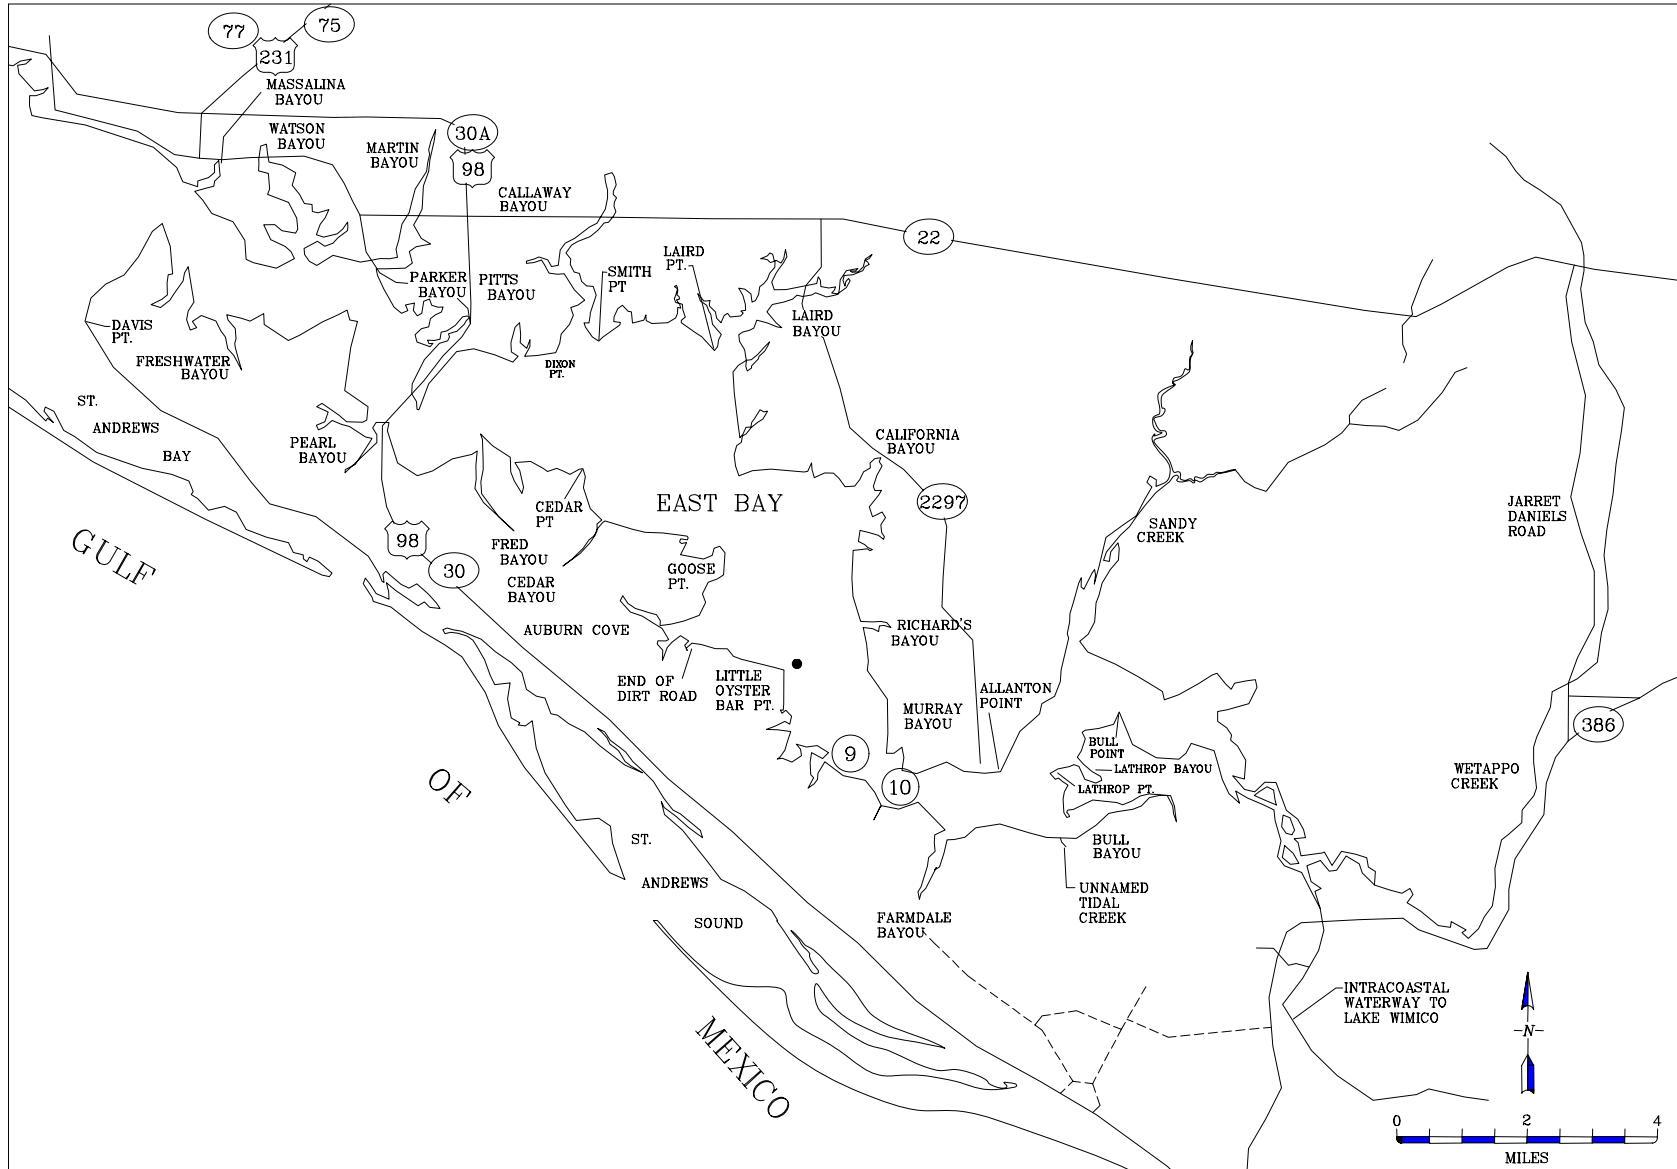 77
75
231
MASSALINA
BAYOU
30A
WATSON
BAYOU
MARTIN
BAYOU
98
CALLAWAY
BAYOU
22
LAIRD
PT.
SMITH
PT
PARKER
BAYOU
PITTS
BAYOU
DAVIS
PT.
LAIRD
BAYOU
FRESHWATER
BAYOU
DIXON
PT.
ST.
ANDREWS
BAY
PEARL
BAYOU
CALIFORNIA
BAYOU
EAST BAY
CEDAR
PT
2297
JARRET
DANIELS
ROAD
SANDY
CREEK
GULF
98
30
FRED
BAYOU
CEDAR
BAYOU
GOOSE
PT.
AUBURN COVE
RICHARD'S
BAYOU
END OF
DIRT ROAD
LITTLE
OYSTER
BAR PT.
ALLANTON
POINT
MURRAY
BAYOU
386
BULL
POINT
LATHROP BAYOU
LATHROP PT.
9
10
OF
WETAPPO
CREEK
ST.
ANDREWS
SOUND
BULL
BAYOU
UNNAMED
TIDAL
CREEK
FARMDALE
BAYOU
INTRACOASTAL
WATERWAY TO
LAKE WIMICO
MEXICO
N
0 2 4
MILES